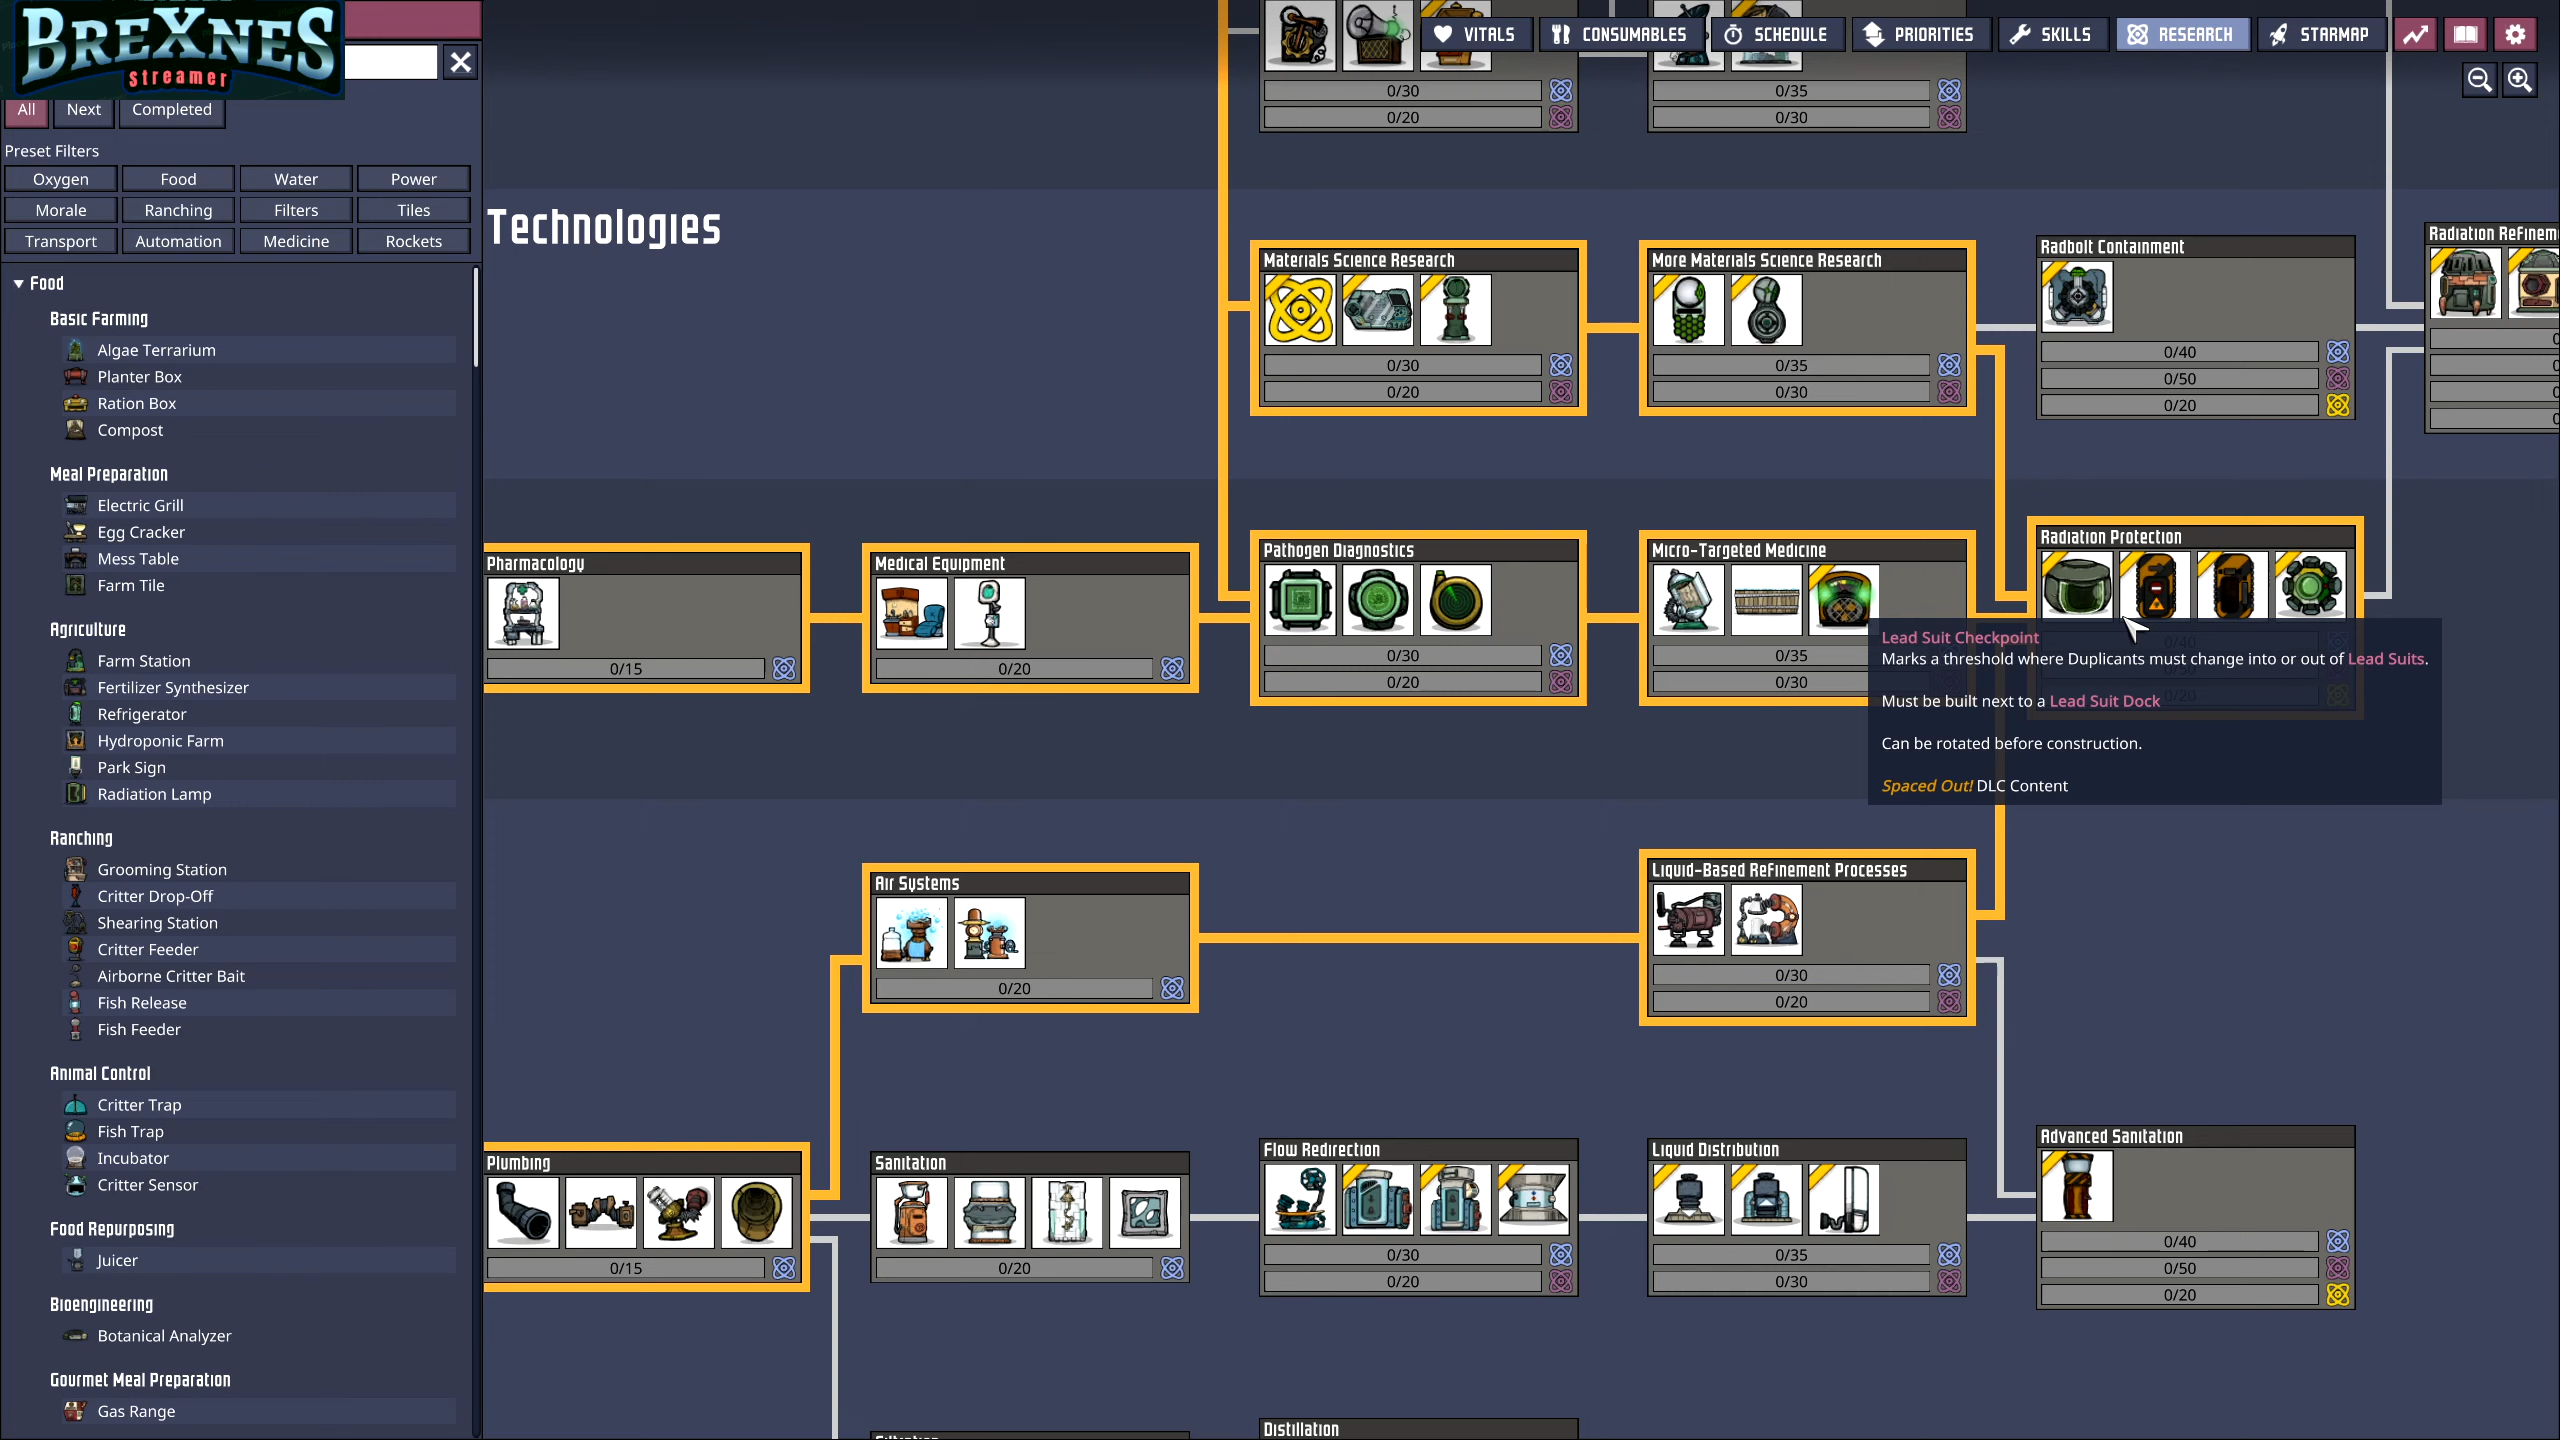 BREXNES
streamer
VITALS
CONSUMABLES
SCHEDULE
PRIORITIES
SKILLS
RESEARCH
STARMAP
All
Next
Completed
Preset Filters
Oxygen
Food
Water
Power
Morale
Ranching
Filters
Tiles
Transport
Automation
Medicine
Rockets
Food
Basic Farming
Algae Terrarium
Planter Box
Ration Box
Compost
Meal Preparation
Electric Grill
Egg Cracker
Mess Table
Farm Tile
Agriculture
Farm Station
Fertilizer Synthesizer
Refrigerator
Hydroponic Farm
Park Sign
Radiation Lamp
Ranching
Grooming Station
Critter Drop-Off
Shearing Station
Critter Feeder
Airborne Critter Bait
Fish Release
Fish Feeder
Animal Control
Critter Trap
Fish Trap
Incubator
Critter Sensor
Food Repurposing
Juicer
Bioengineering
Botanical Analyzer
Gourmet Meal Preparation
Gas Range
0/30
0/20
0/35
0/30
Technologies
Materials Science Research
0/30
0/20
More Materials Science Research
0/35
0/30
Radbolt Containment
0/40
0/50
0/20
Pharmacology
0/15
Medical Equipment
0/20
Pathogen Diagnostics
0/30
0/20
Micro-Targeted Medicine
0/35
0/30
Radiation Protection
Lead Suit Checkpoint
Marks a threshold where Duplicants must change into or out of Lead Suits.
Must be built next to a Lead Suit Dock
Can be rotated before construction.
Spaced Out! DLC Content
Air Systems
0/20
Liquid-Based Refinement Processes
0/30
0/20
Plumbing
0/15
Sanitation
0/20
Flow Redirection
0/30
0/20
Liquid Distribution
0/35
0/30
Advanced Sanitation
0/40
0/50
0/20
Distillation